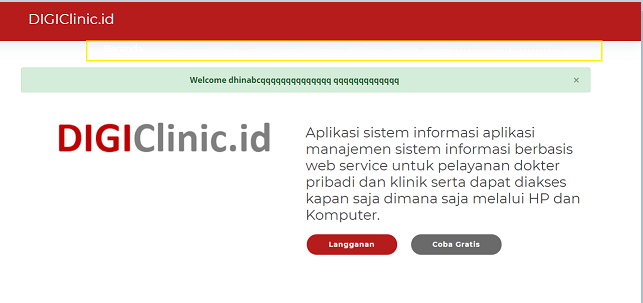 DIGIClinic.id
Welcome dhinabcqqqqqqqqqqqqqq qqqqqqqqqqqqq ×
DIGIClinic.id
Aplikasi sistem informasi aplikasi
manajemen sistem informasi berbasis
web service untuk pelayanan dokter
pribadi dan klinik serta dapat diakses
kapan saja dimana saja melalui HP dan
Komputer.
Langganan
Coba Gratis